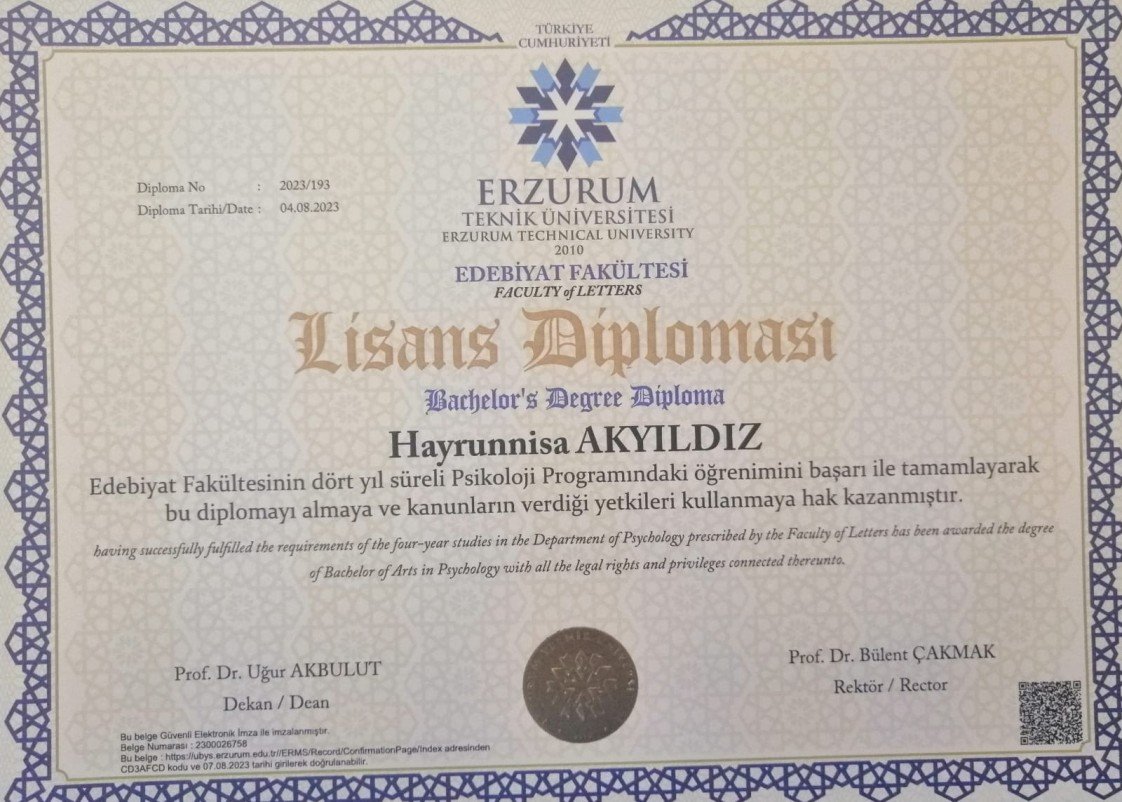 TÜRKİYE
CUMHURİYETİ
Diploma No : 2023/193
Diploma Tarihi/Date : 04.08.2023
ERZURUM
TEKNİK ÜNİVERSİTESİ
ERZURUM TECHNICAL UNIVERSITY
2010
EDEBİYAT FAKÜLTESİ
FACULTY of LETTERS
Lisans Diploması
Bachelor's Degree Diploma
Hayrunnisa AKYILDIZ
Edebiyat Fakültesinin dört yıl süreli Psikoloji Programındaki öğrenimini başarı ile tamamlayarak
bu diplomayı almaya ve kanunların verdiği yetkileri kullanmaya hak kazanmıştır.
having successfully fulfilled the requirements of the four-year studies in the Department of Psychology prescribed by the Faculty of Letters has been awarded the degree
of Bachelor of Arts in Psychology with all the legal rights and privileges connected thereunto.
Prof. Dr. Uğur AKBULUT
Dekan / Dean
Prof. Dr. Bülent ÇAKMAK
Rektör / Rector
Bu belge Güvenli Elektronik İmza ile imzalanmıştır.
Belge Numarası : 2300026758
Bu belge : https://ubys.erzurum.edu.tr//ERMS/Record/ConfirmationPage/Index adresinden
CD3AFCD kodu ve 07.08.2023 tarihi girilerek doğrulanabilir.